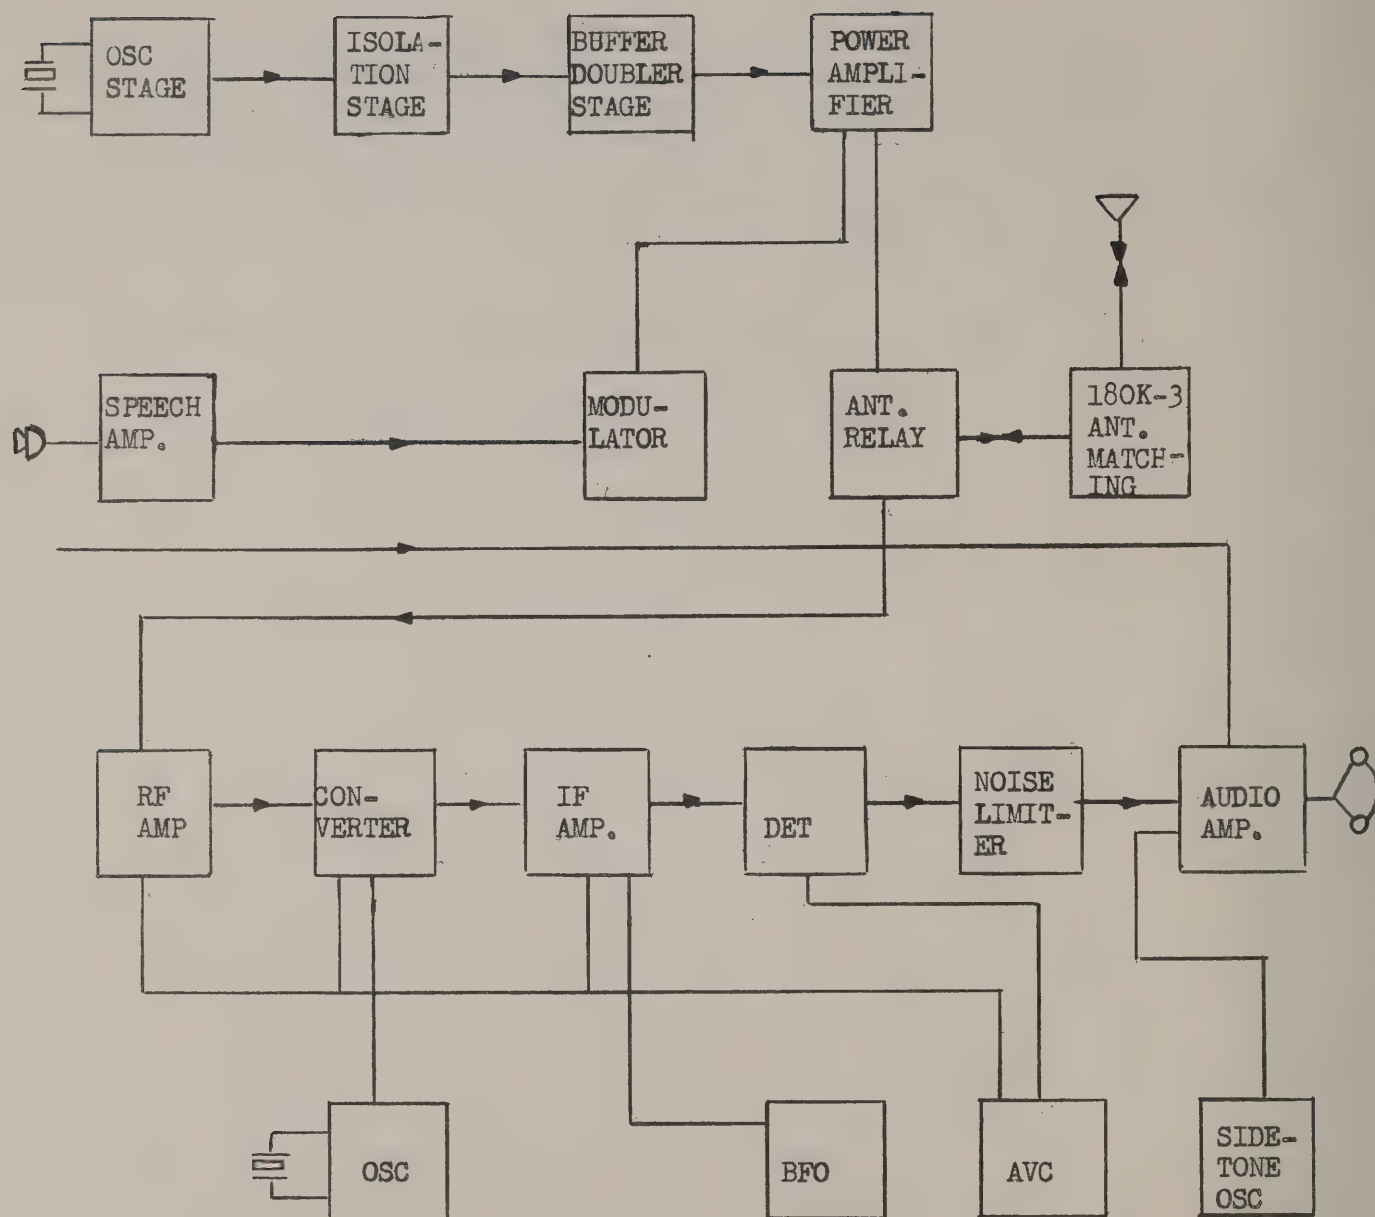 OSC
STAGE
ISOLA-
TION
STAGE
BUFFER
DOUBLER
STAGE
POWER
AMPLI-
FIER
SPEECH
AMP.
MODU-
LATOR
ANT.
RELAY
180K-3
ANT.
MATCH-
ING
RF
AMP
CON-
VERTER
IF
AMP.
DET
NOISE
LIMIT-
ER
AUDIO
AMP.
OSC
BFO
AVC
SIDE-
TONE
OSC